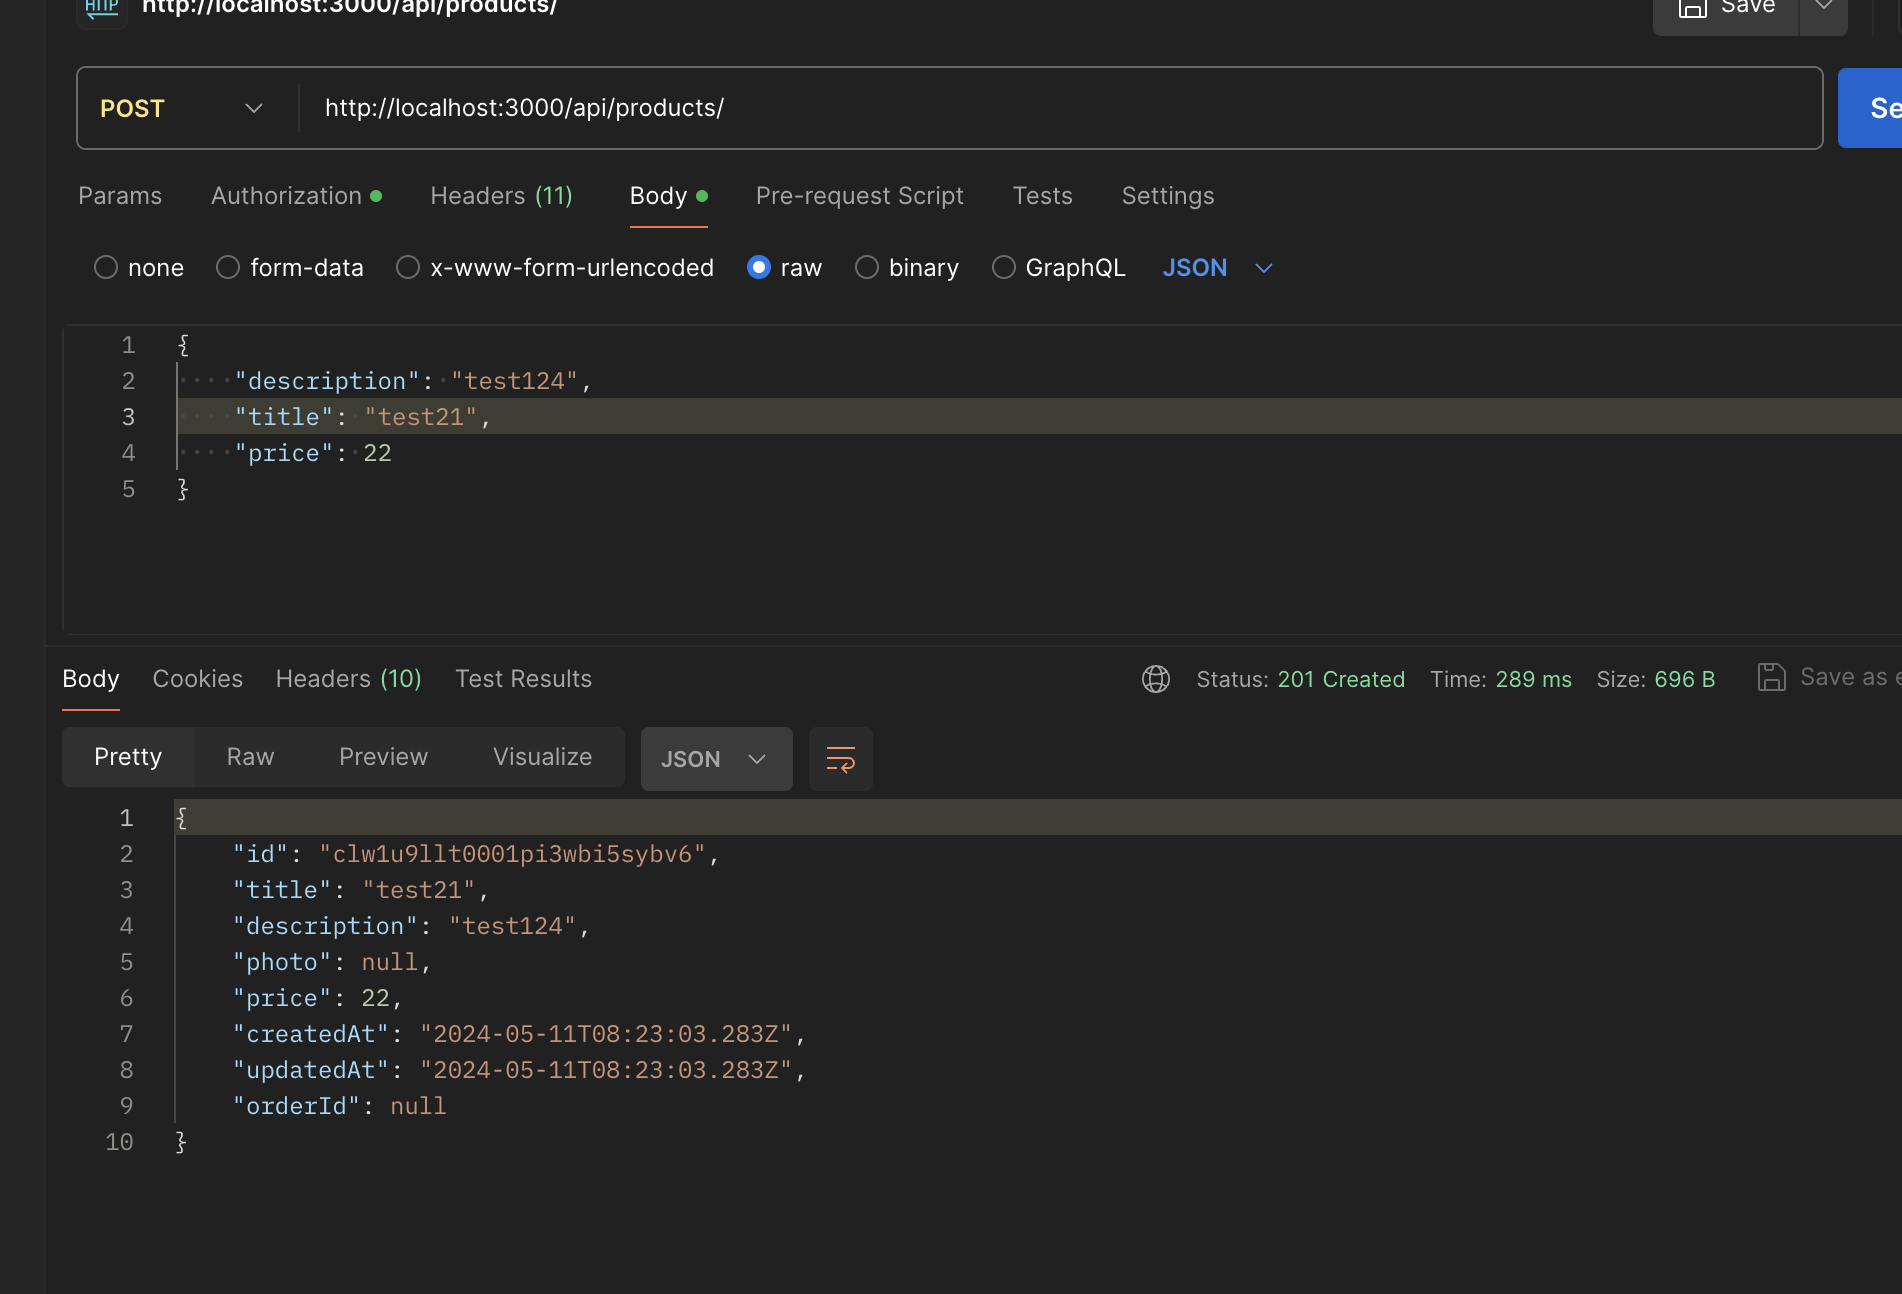 HTTP http://localhost:3000/api/products/ Save
POST http://localhost:3000/api/products/
Params Authorization Headers (11) Body Pre-request Script Tests Settings
none form-data x-www-form-urlencoded raw binary GraphQL JSON
1 {
2 "description": "test124",
3 "title": "test21",
4 "price": 22
5 }
Body Cookies Headers (10) Test Results Status: 201 Created Time: 289 ms Size: 696 B Save as
Pretty Raw Preview Visualize JSON
1 {
2 "id": "clw1u9llt0001pi3wbi5sybv6",
3 "title": "test21",
4 "description": "test124",
5 "photo": null,
6 "price": 22,
7 "createdAt": "2024-05-11T08:23:03.283Z",
8 "updatedAt": "2024-05-11T08:23:03.283Z",
9 "orderId": null
10 }